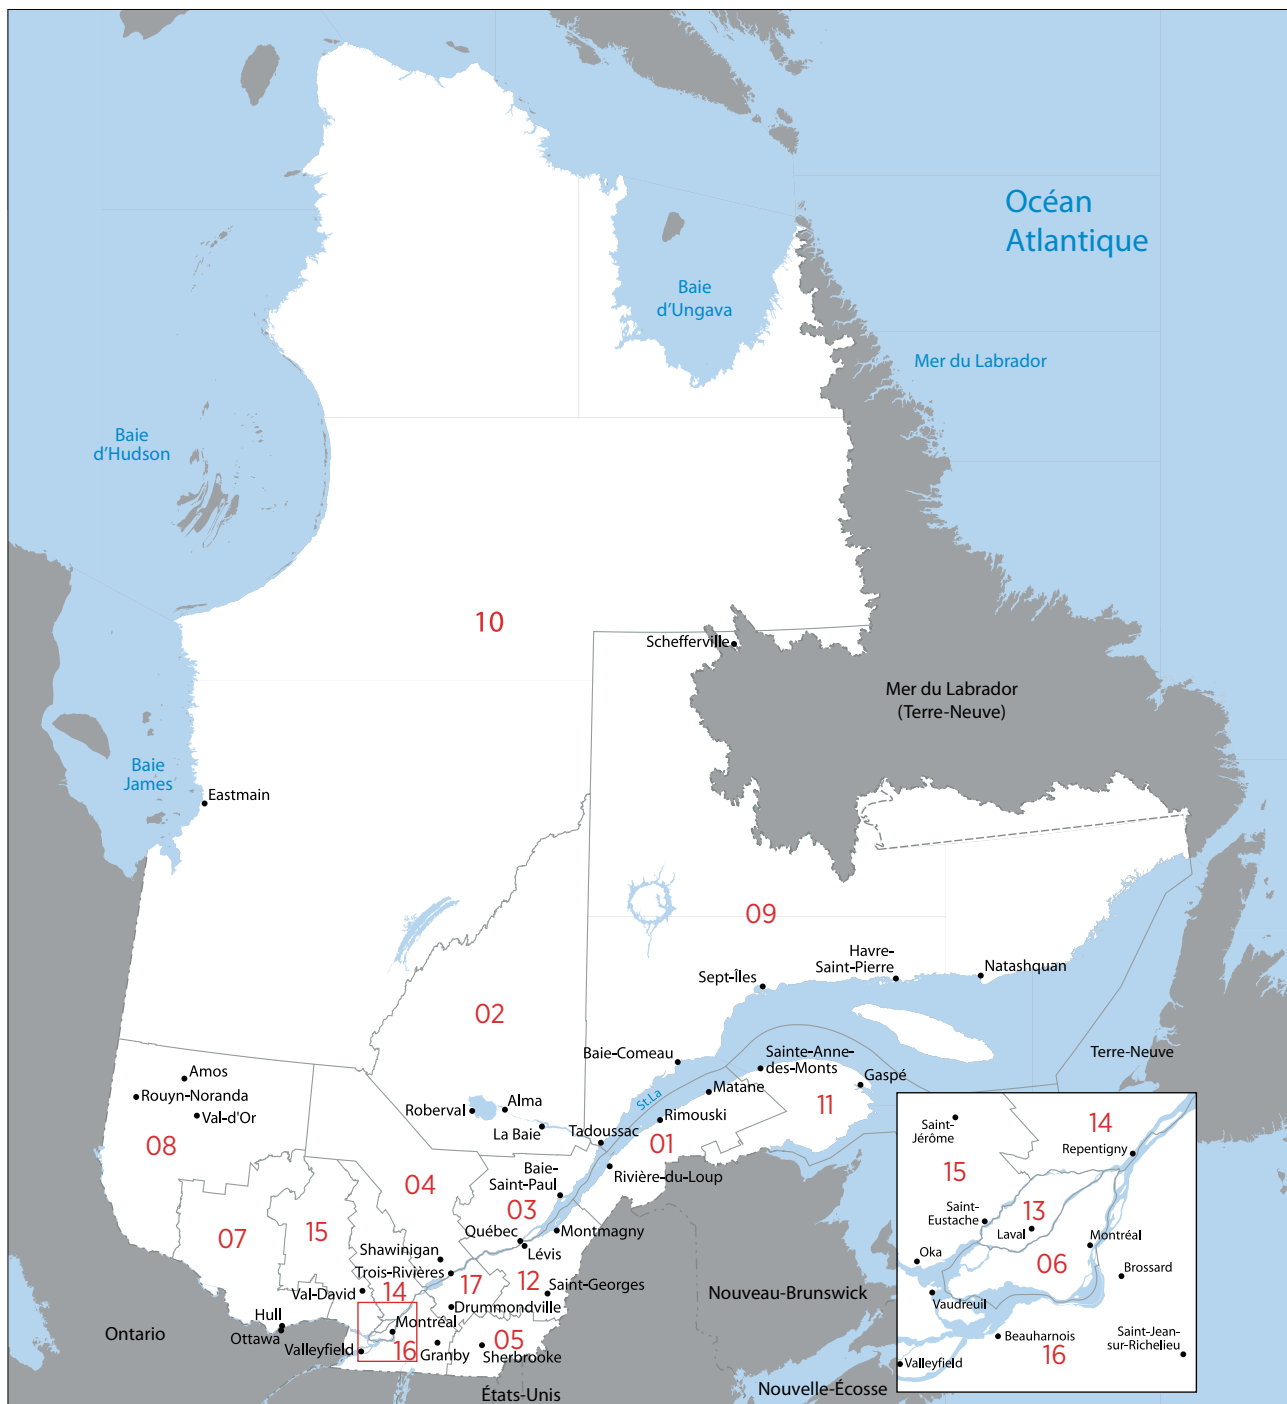 Océan
Atlantique
Baie
d'Ungava
Mer du Labrador
Baie
d'Hudson
10
Schefferville
Mer du Labrador
(Terre-Neuve)
Baie
James
Eastmain
09
Havre-
Saint-Pierre
Natashquan
Sept-Îles
02
Baie-Comeau
Sainte-Anne-
des-Monts
Terre-Neuve
Gaspé
Amos
Rouyn-Noranda
Val-d'Or
08
Roberval
Alma
La Baie
St.La
Matane
Rimouski
11
Tadoussac
01
Rivière-du-Loup
04
Baie-
Saint-Paul
03
07
15
Québec
Montmagny
Lévis
Shawinigan
Trois-Rivières
17
12
Saint-Georges
Val-David
14
Drummondville
Hull
Ottawa
Montréal
Ontario
Valleyfield
16
Granby
05
Sherbrooke
États-Unis
Nouveau-Brunswick
Nouvelle-Écosse
Saint-
Jérôme
14
Repentigny
15
Saint-
Eustache
13
Laval
Montréal
Oka
06
Brossard
Vaudreuil
Beauharnois
16
Saint-Jean-
sur-Richelieu
Valleyfield